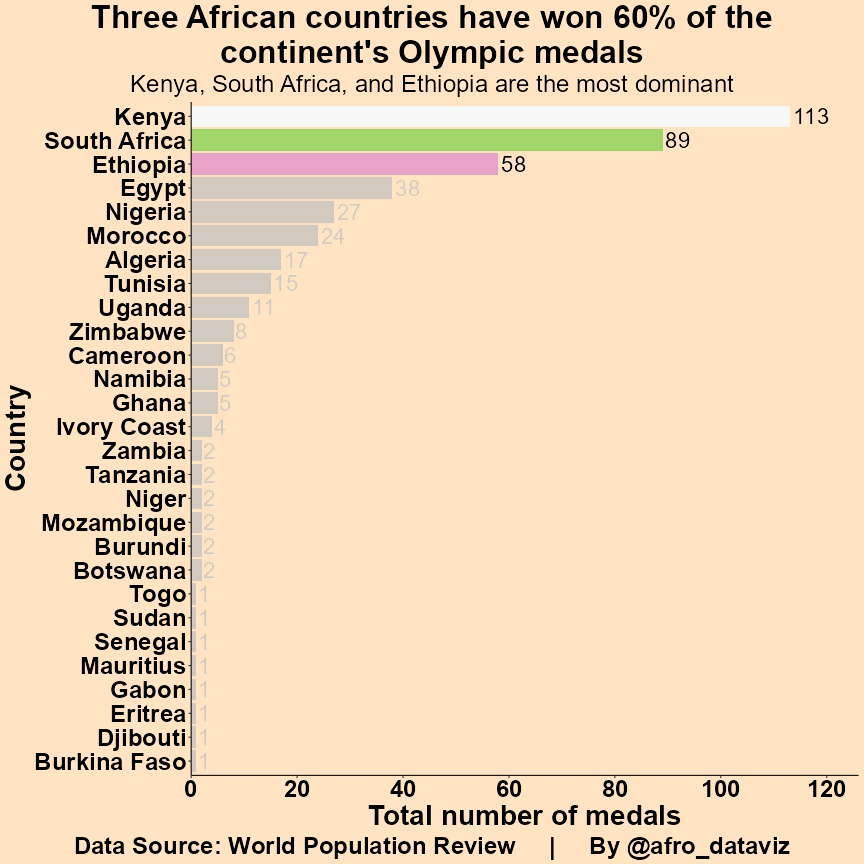 Three African countries have won 60% of the
continent's Olympic medals
Kenya, South Africa, and Ethiopia are the most dominant
Kenya 113
South Africa 89
Ethiopia 58
Egypt 38
Nigeria 27
Morocco 24
Algeria 17
Tunisia 15
Uganda 11
Zimbabwe 8
Cameroon 6
Namibia 5
Ghana 5
Ivory Coast 4
Zambia 2
Tanzania 2
Niger 2
Mozambique 2
Burundi 2
Botswana 2
Togo 1
Sudan 1
Senegal 1
Mauritius 1
Gabon 1
Eritrea 1
Djibouti 1
Burkina Faso 1
Country
0 20 40 60 80 100 120
Total number of medals
Data Source: World Population Review | By @afro_dataviz